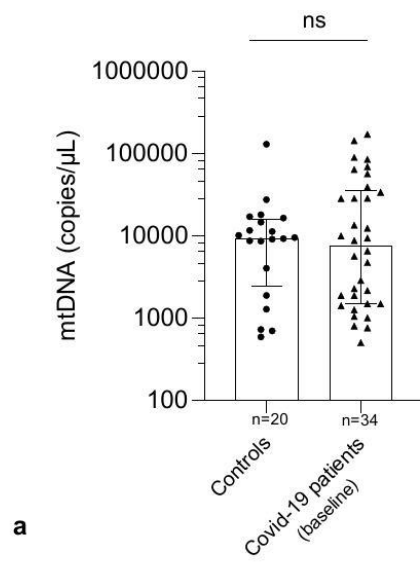 ns
mtDNA (copies/µL)
1000000
100000
10000
1000
100
n=20
n=34
Controls
Covid-19 patients
(baseline)
a